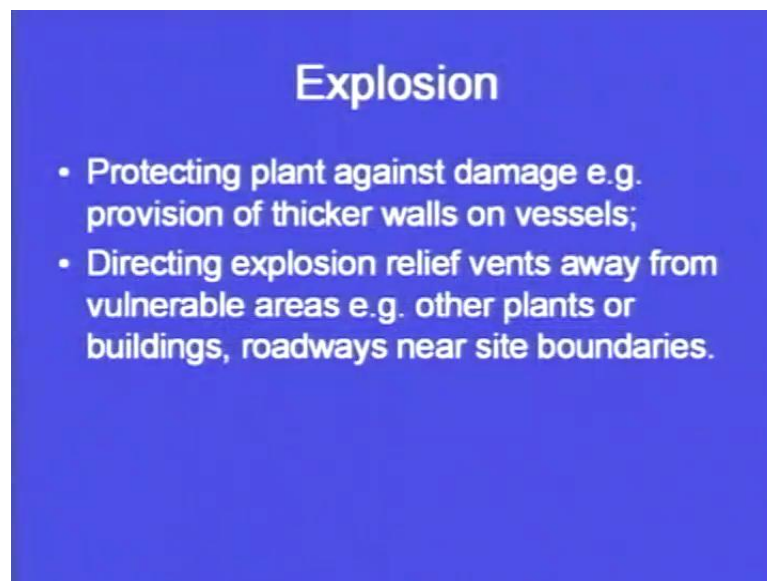 Explosion
• Protecting plant against damage e.g.
provision of thicker walls on vessels;
• Directing explosion relief vents away from
vulnerable areas e.g. other plants or
buildings, roadways near site boundaries.